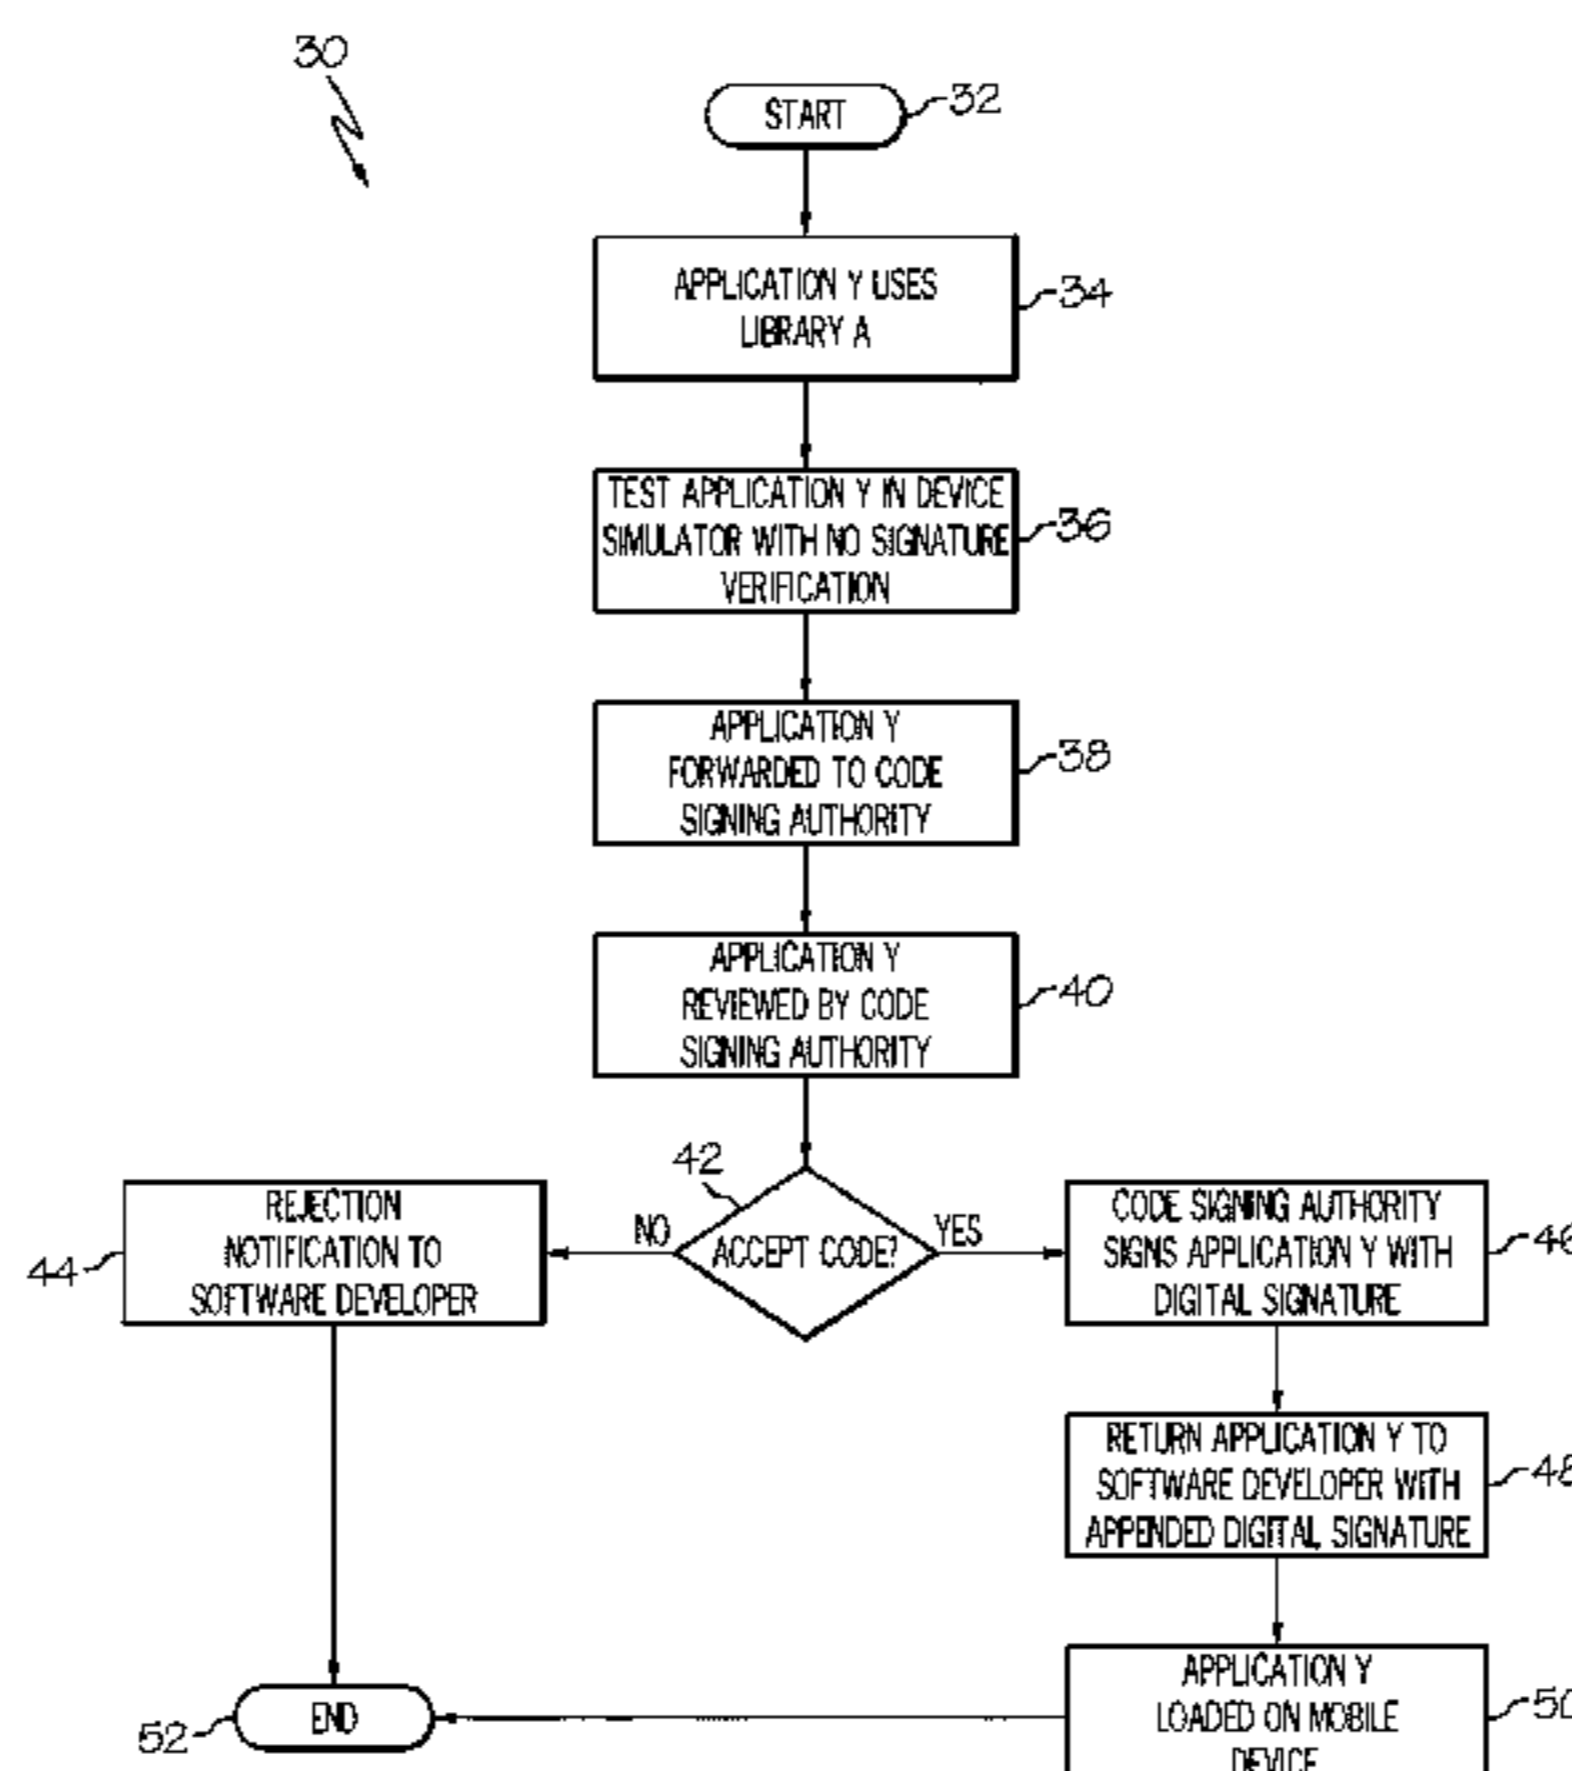 30
START
32
APPLICATION Y USES
LIBRARY A
34
TEST APPLICATION Y IN DEVICE
SIMULATOR WITH NO SIGNATURE
VERIFICATION
36
APPLICATION Y
FORWARDED TO CODE
SIGNING AUTHORITY
38
APPLICATION Y
REVIEWED BY CODE
SIGNING AUTHORITY
40
42
ACCEPT CODE?
NO
YES
REJECTION
NOTIFICATION TO
SOFTWARE DEVELOPER
44
CODE SIGNING AUTHORITY
SIGNS APPLICATION Y WITH
DIGITAL SIGNATURE
46
RETURN APPLICATION Y TO
SOFTWARE DEVELOPER WITH
APPENDED DIGITAL SIGNATURE
48
APPLICATION Y
LOADED ON MOBILE
DEVICE
50
END
52